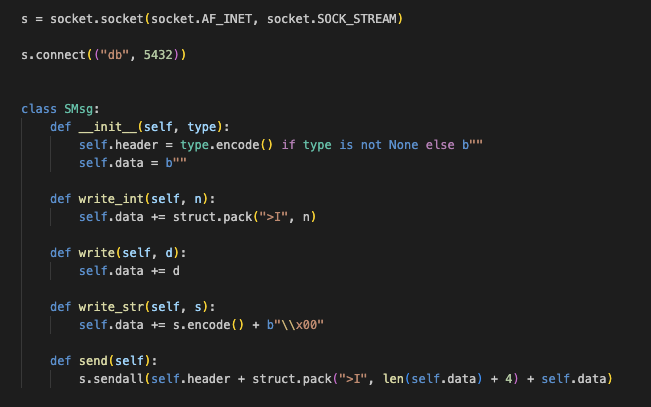 s = socket.socket(socket.AF_INET, socket.SOCK_STREAM)
s.connect(("db", 5432))
class SMsg:
def __init__(self, type):
self.header = type.encode() if type is not None else b""
self.data = b""
def write_int(self, n):
self.data += struct.pack(">I", n)
def write(self, d):
self.data += d
def write_str(self, s):
self.data += s.encode() + b"\\x00"
def send(self):
s.sendall(self.header + struct.pack(">I", len(self.data) + 4) + self.data)